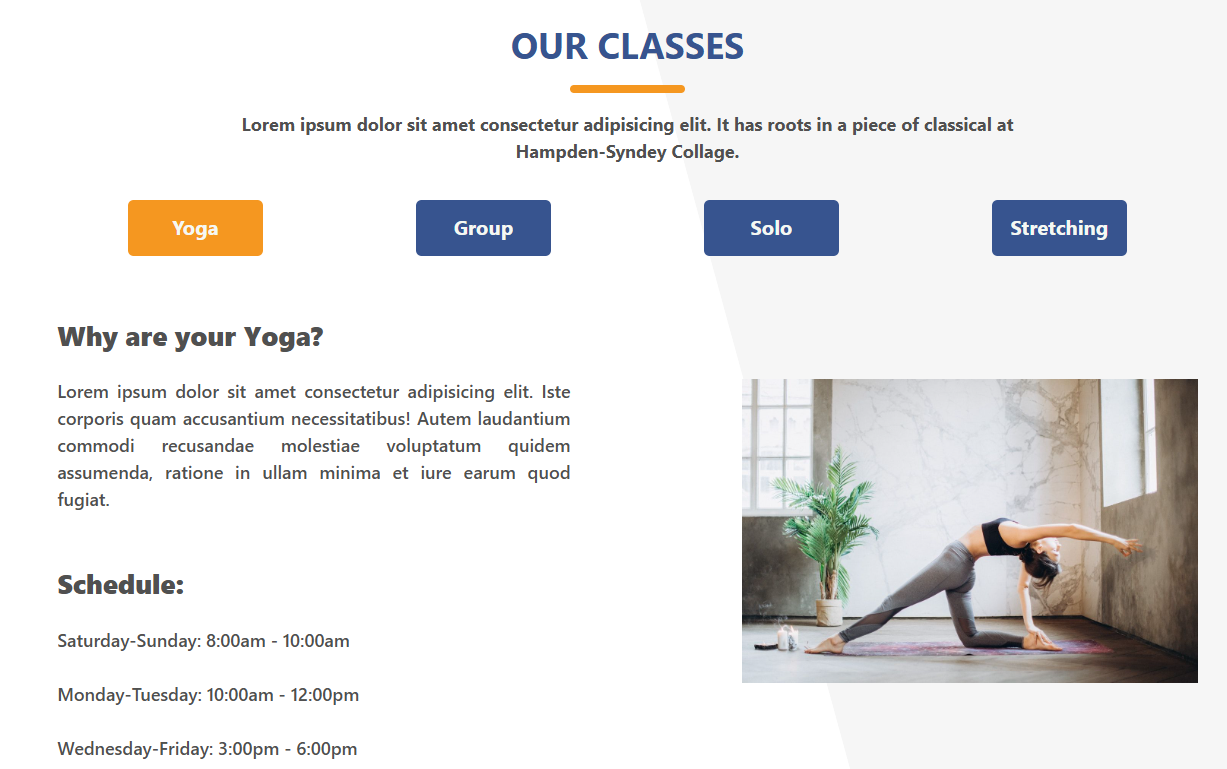 OUR CLASSES
Lorem ipsum dolor sit amet consectetur adipisicing elit. It has roots in a piece of classical at
Hampden-Syndey Collage.
Yoga
Group
Solo
Stretching
Why are your Yoga?
Lorem ipsum dolor sit amet consectetur adipisicing elit. Iste
corporis quam accusantium necessitatibus! Autem laudantium
commodi recusandae molestiae voluptatum quidem
assumenda, ratione in ullam minima et iure earum quod
fugiat.
Schedule:
Saturday-Sunday: 8:00am - 10:00am
Monday-Tuesday: 10:00am - 12:00pm
Wednesday-Friday: 3:00pm - 6:00pm